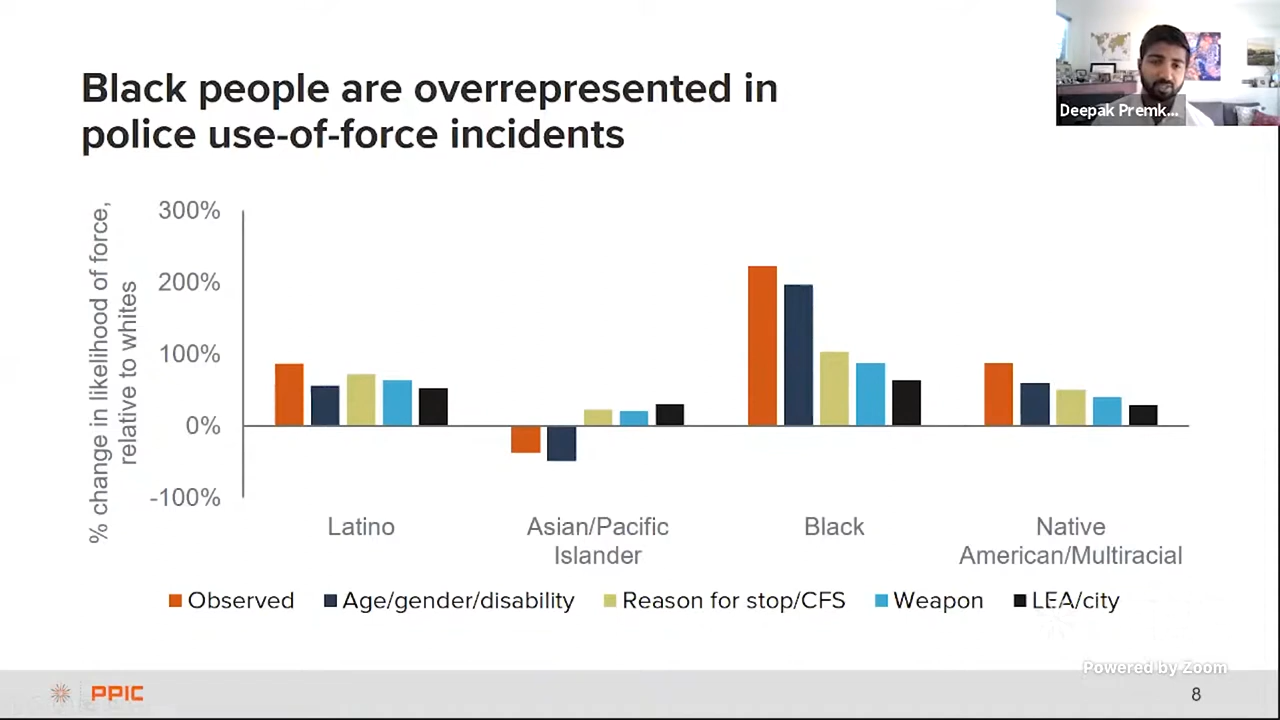 Black people are overrepresented in
police use-of-force incidents
Deepak Premk...
% change in likelihood of force,
relative to whites
300%
200%
100%
0%
-100%
Latino
Asian/Pacific
Islander
Black
Native
American/Multiracial
Observed
Age/gender/disability
Reason for stop/CFS
Weapon
LEA/city
Powered by Zoom
PPIC
8